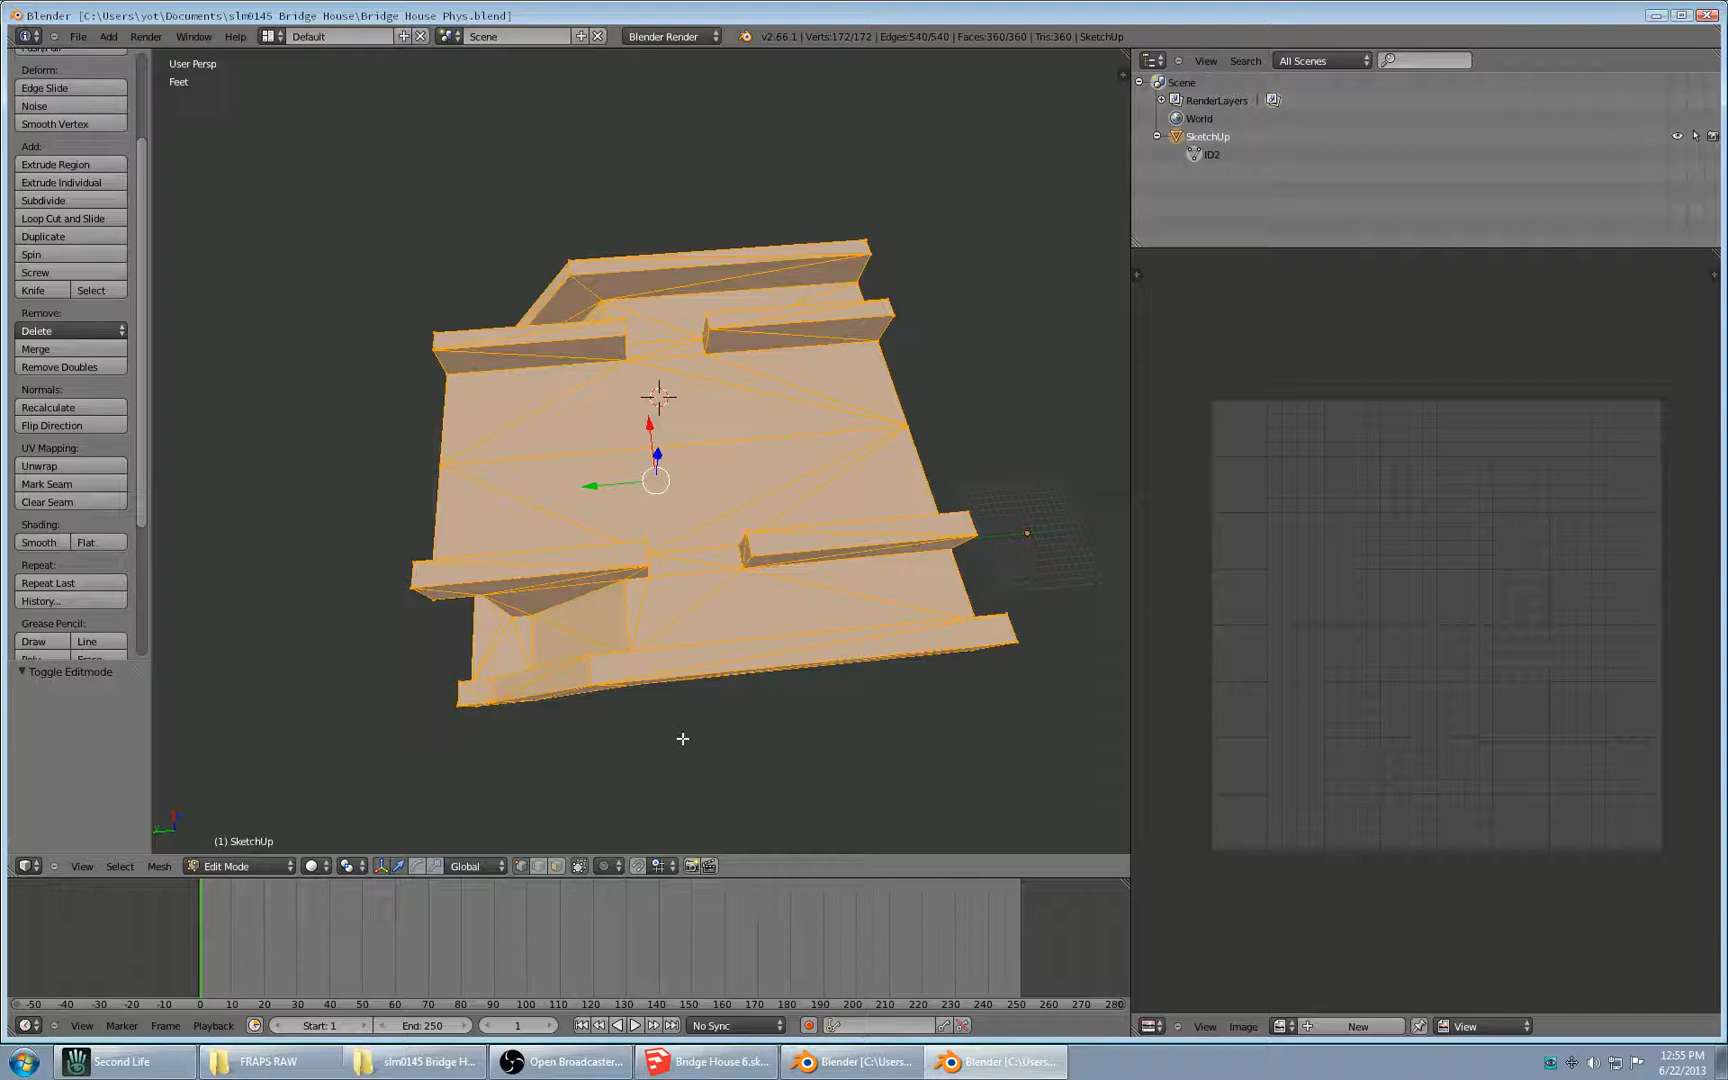 Blender [C:\Users\yot\Documents\slm0145 Bridge House\Bridge House Phys.blend]
File Add Render Window Help Default Scene Blender Render v2.66.1 | Verts:172/172 | Edges:540/540 | Faces:360/360 | Tris:360 | SketchUp
User Persp
Feet
Deform:
Edge Slide
Noise
Smooth Vertex
Add:
Extrude Region
Extrude Individual
Subdivide
Loop Cut and Slide
Duplicate
Spin
Screw
Knife Select
Remove:
Delete
Merge
Remove Doubles
Normals:
Recalculate
Flip Direction
UV Mapping:
Unwrap
Mark Seam
Clear Seam
Shading:
Smooth Flat
Repeat:
Repeat Last
History...
Grease Pencil:
Draw Line
Toggle Editmode
View Search All Scenes
Scene
RenderLayers
World
SketchUp
ID2
(1) SketchUp
View Select Mesh Edit Mode Global
-50 -40 -30 -20 -10 0 10 20 30 40 50 60 70 80 90 100 110 120 130 140 150 160 170 180 190 200 210 220 230 240 250 260 270 280
View Marker Frame Playback Start: 1 End: 250 1 No Sync
View Image New View
Second Life FRAPS RAW slm0145 Bridge H... Open Broadcaster... Bridge House 6.sk... Blender [C:\Users... Blender [C:\Users...
12:55 PM
6/22/2013